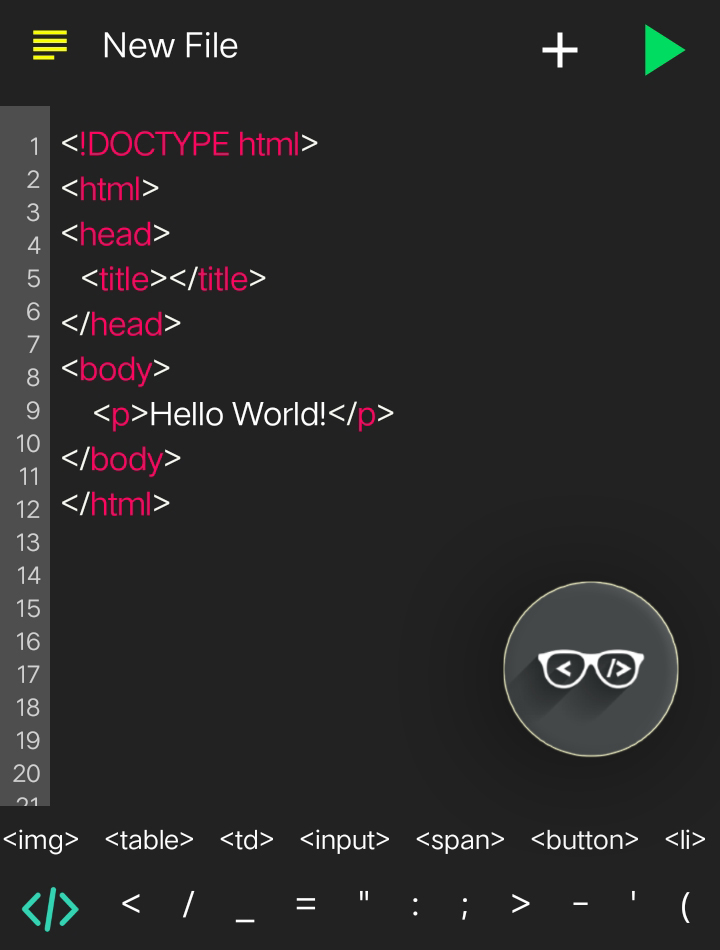 New File +
1 <!DOCTYPE html>
2 <html>
3 <head>
4 <title></title>
5 </head>
6 <body>
7 <p>Hello World!</p>
8 </body>
9 </html>
10
11
12
13
14
15
16
17
18
19
20
21
< />
<img> <table> <td> <input> <span> <button> <li>
</> < / _ = " : ; > - ' (